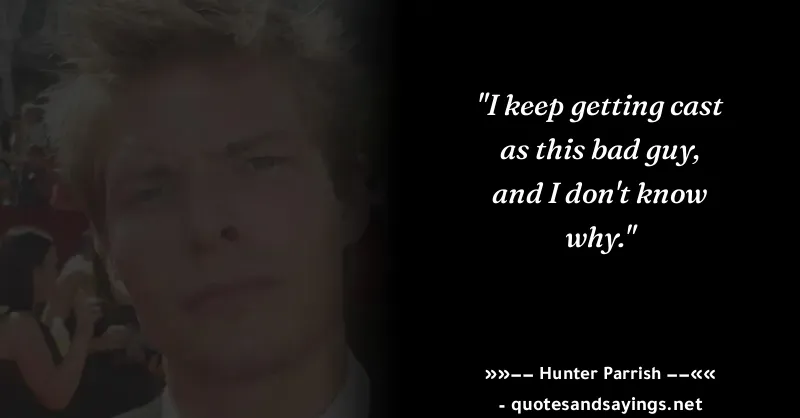 "I keep getting cast
as this bad guy,
and I don't know
why."
»»–– Hunter Parrish ––««
- quotesandsayings.net